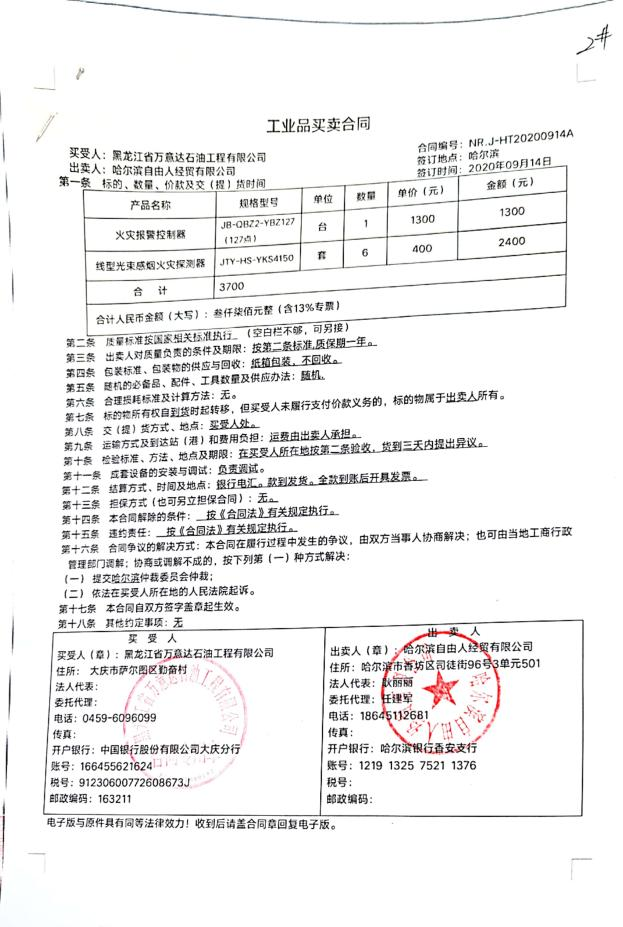 2#
工业品买卖合同
合同编号：NR.J-HT20200914A
买受人：黑龙江省万意达石油工程有限公司
签订地点：哈尔滨
出卖人：哈尔滨自由人经贸有限公司
签订时间：2020年09月14日
第一条 标的、数量、价款及交（提）货时间
产品名称 规格型号 单位 数量 单价（元） 金额（元）
火灾报警控制器 JB-QBZ2-YBZ127（127点） 台 1 1300 1300
线型光束感烟火灾探测器 JTY-HS-YKS4150 套 6 400 2400
合 计 3700
合计人民币金额（大写）：叁仟柒佰元整（含13%专票）
第二条 质量标准按国家相关标准执行 （空白栏不够，可另接）
第三条 出卖人对质量负责的条件及期限：按第二条标准,质保期一年。
第四条 包装标准、包装物的供应与回收：纸箱包装，不回收。
第五条 随机的必备品、配件、工具数量及供应办法：随机.
第六条 合理损耗标准及计算方法：无。
第七条 标的物所有权自到货时起转移，但买受人未履行支付价款义务的，标的物属于出卖人所有。
第八条 交（提）货方式、地点：买受人处。
第九条 运输方式及到达站（港）和费用负担：运费由出卖人承担。
第十条 检验标准、方法、地点及期限：在买受人所在地按第二条验收，货到三天内提出异议。
第十一条 成套设备的安装与调试：负责调试。
第十二条 结算方式、时间及地点：银行电汇。款到发货。全款到账后开具发票。
第十三条 担保方式（也可另立担保合同）：无。
第十四条 本合同解除的条件： 按《合同法》有关规定执行。
第十五条 违约责任： 按《合同法》有关规定执行。
第十六条 合同争议的解决方式：本合同在履行过程中发生的争议，由双方当事人协商解决；也可由当地工商行政
管理部门调解；协商或调解不成的，按下列第（一）种方式解决：
（一） 提交哈尔滨仲裁委员会仲裁；
（二） 依法在买受人所在地的人民法院起诉。
第十七条 本合同自双方签字盖章起生效。
第十八条 其他约定事项：无
买 受 人
买受人（章）：黑龙江省万意达石油工程有限公司
住所： 大庆市萨尔图区勤奋村
法人代表：
委托代理：
电话：0459-6096099
传真：
开户银行：中国银行股份有限公司大庆分行
账号：166455621624
税号：91230600772608673J
邮政编码：163211
出 卖 人
出卖人（章）：哈尔滨自由人经贸有限公司
住所：哈尔滨市香坊区司徒街96号3单元501
法人代表：耿丽丽
委托代理：任建军
电话：18645112681
传真：
开户银行：哈尔滨银行香安支行
账号：1219 1325 7521 1376
税号：
邮政编码：
电子版与原件具有同等法律效力！收到后请盖合同章回复电子版。